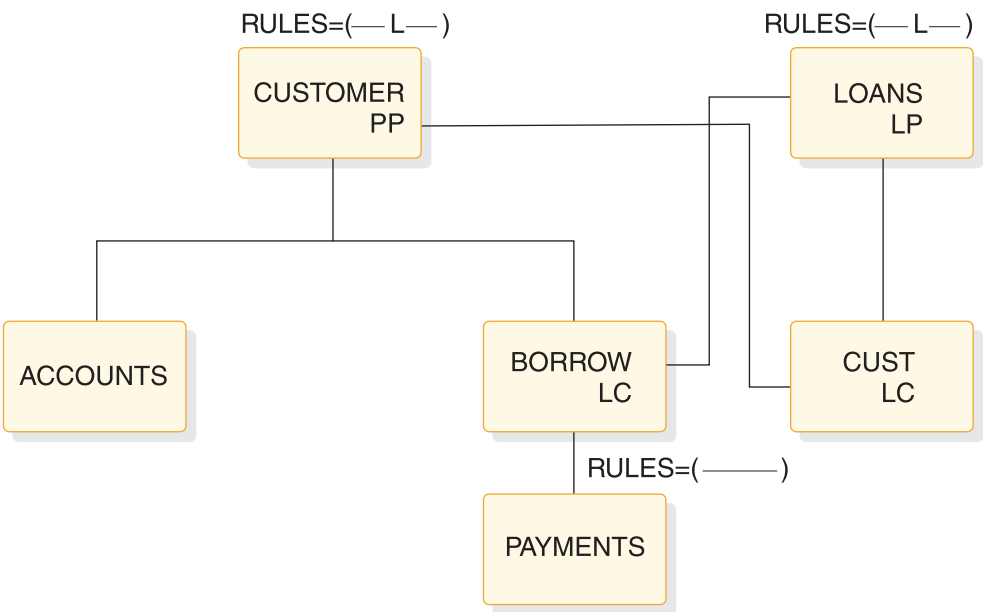 RULES=(— L— )
RULES=(— L— )
CUSTOMER
PP
LOANS
LP
ACCOUNTS
BORROW
LC
CUST
LC
RULES=( —— )
PAYMENTS